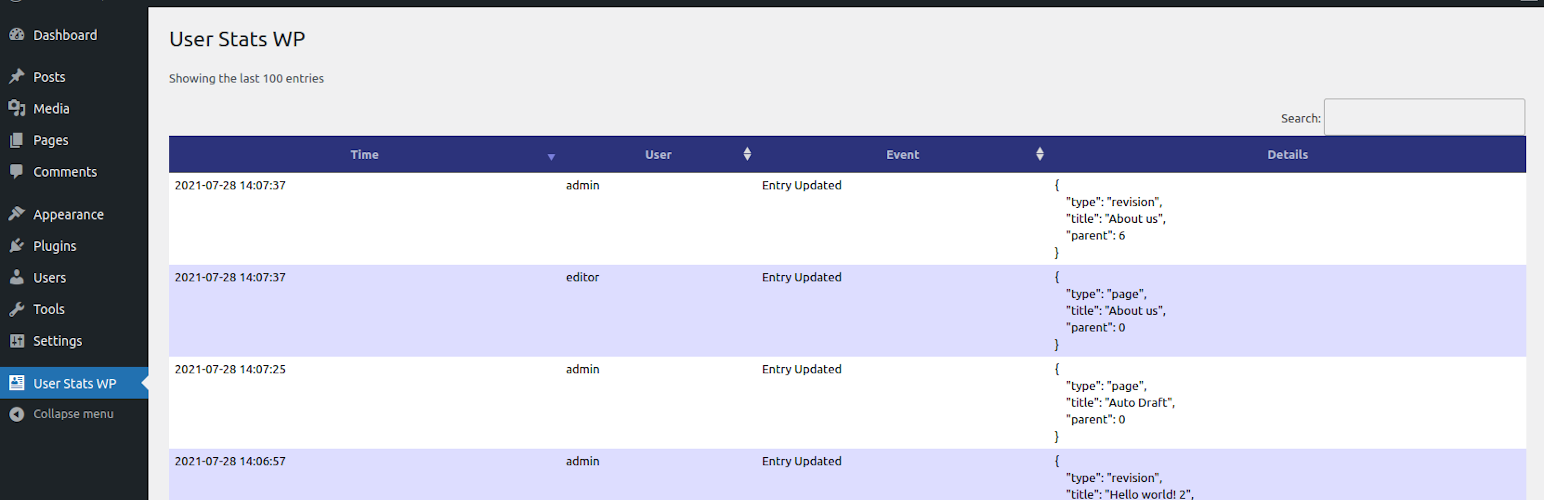 Dashboard
Posts
Media
Pages
Comments
Appearance
Plugins
Users
Tools
Settings
User Stats WP
Collapse menu
User Stats WP
Showing the last 100 entries
Search:
Time User Event Details
2021-07-28 14:07:37 admin Entry Updated {
"type": "revision",
"title": "About us",
"parent": 6
}
2021-07-28 14:07:37 editor Entry Updated {
"type": "page",
"title": "About us",
"parent": 0
}
2021-07-28 14:07:25 admin Entry Updated {
"type": "page",
"title": "Auto Draft",
"parent": 0
}
2021-07-28 14:06:57 admin Entry Updated {
"type": "revision",
"title": "Hello world! 2",